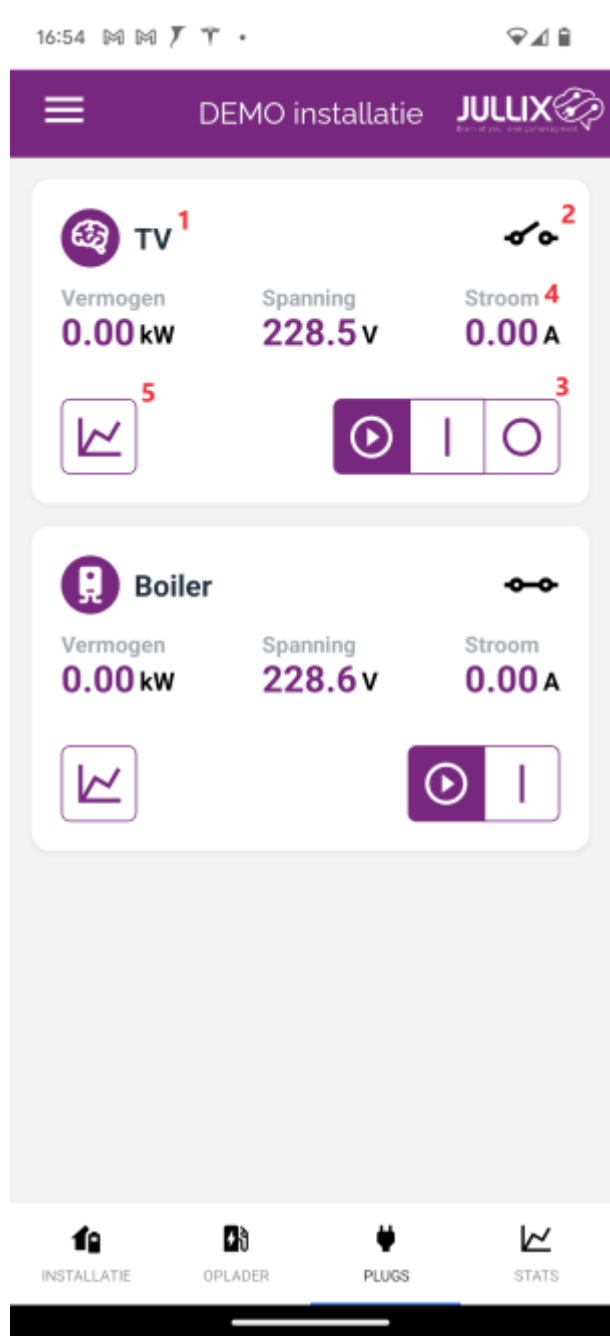 16:54
DEMO installatie JULLIX
TV 1 2
Vermogen Spanning Stroom 4
0.00 kW 228.5 V 0.00 A
5 3
Boiler
Vermogen Spanning Stroom
0.00 kW 228.6 V 0.00 A
INSTALLATIE OPLADER PLUGS STATS